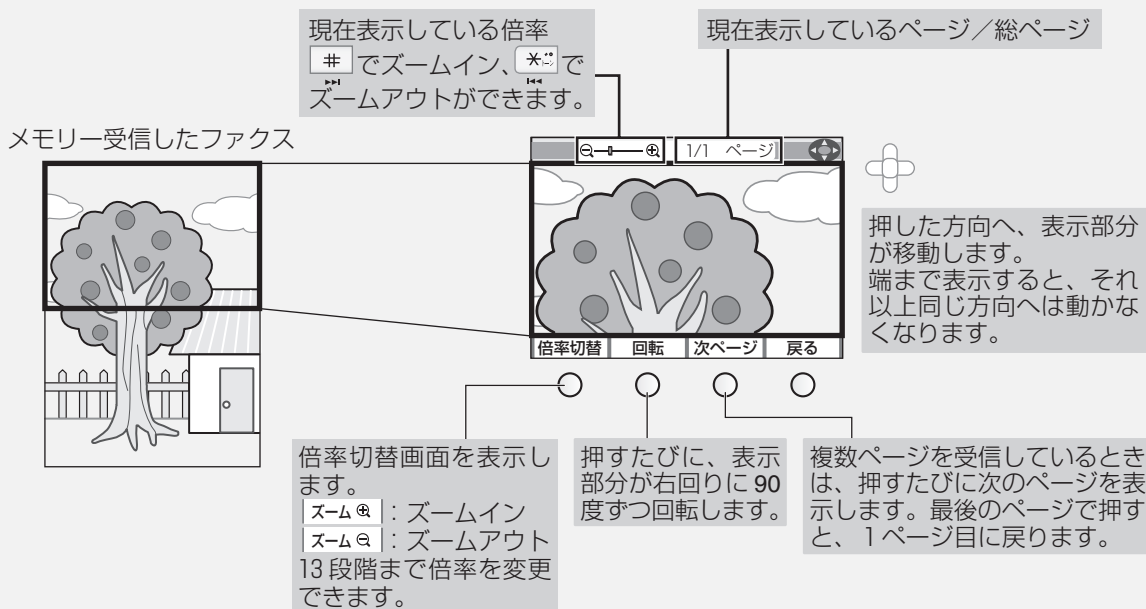 現在表示している倍率
# でズームイン、* で
ズームアウトができます。
現在表示しているページ／総ページ
メモリー受信したファクス
1/1 ページ
押した方向へ、表示部分
が移動します。
端まで表示すると、それ
以上同じ方向へは動かな
くなります。
倍率切替 回転 次ページ 戻る
倍率切替画面を表示し
ます。
ズーム：ズームイン
ズーム：ズームアウト
13 段階まで倍率を変更
できます。
押すたびに、表示
部分が右回りに 90
度ずつ回転します。
複数ページを受信しているとき
は、押すたびに次のページを表
示します。最後のページで押す
と、1 ページ目に戻ります。